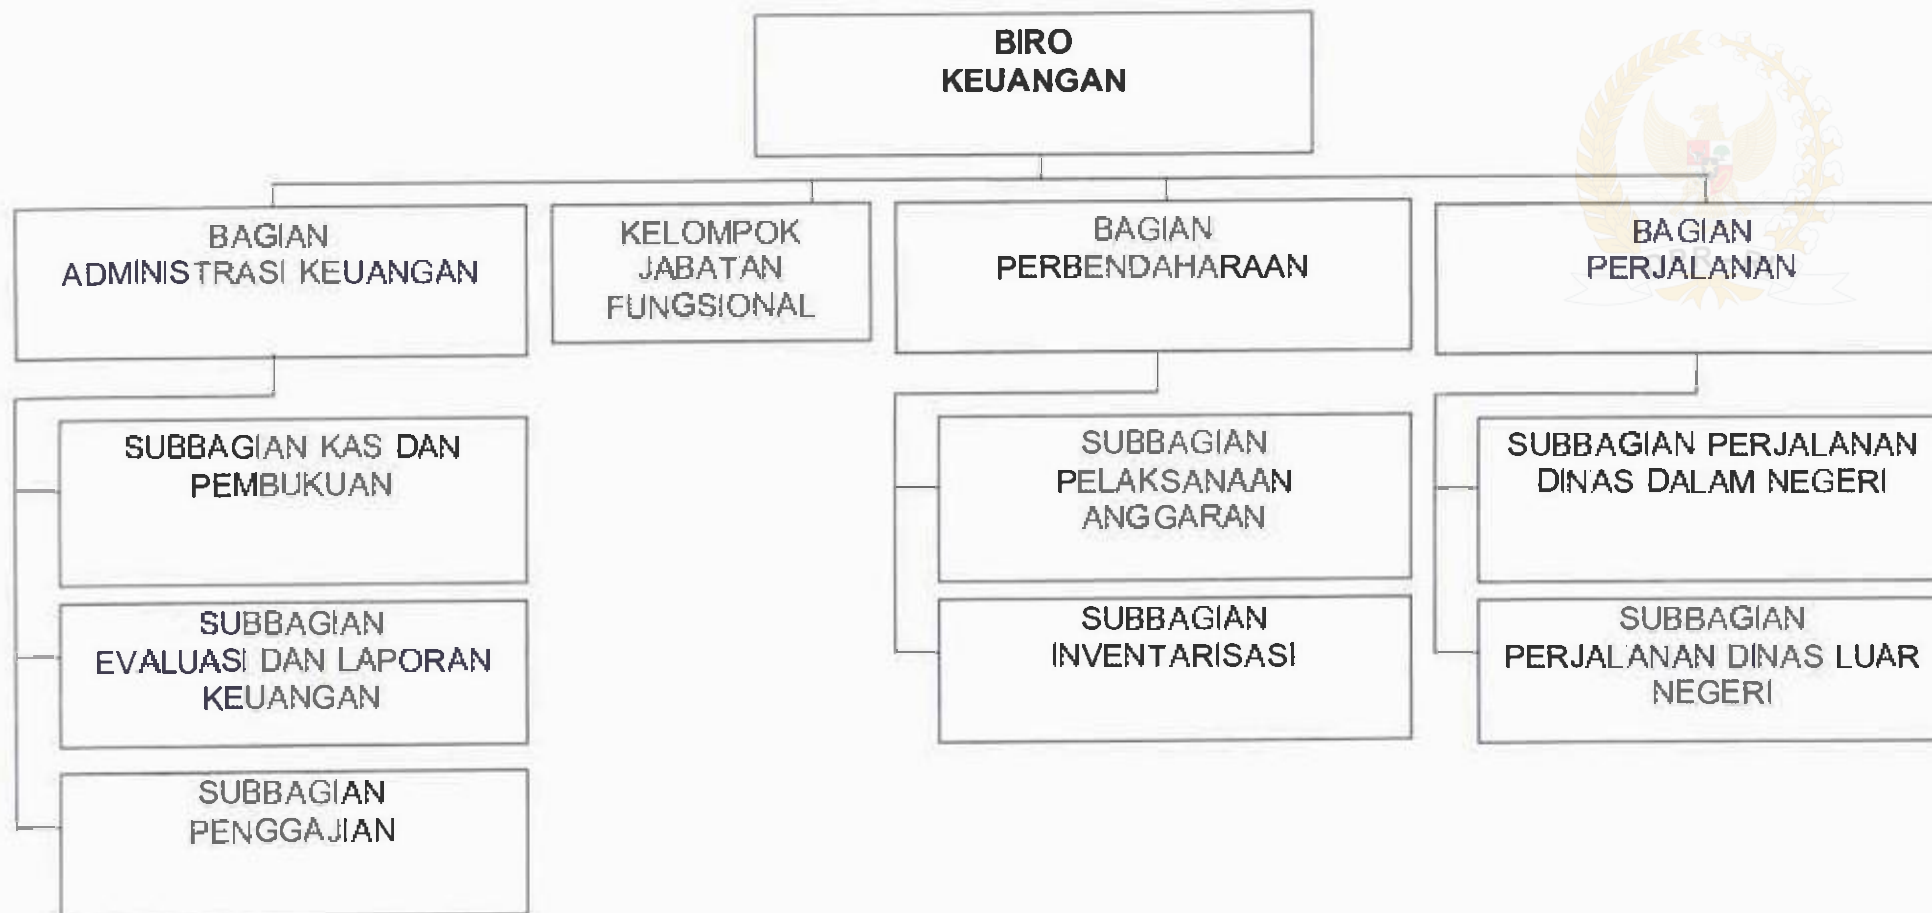 BIRO
KEUANGAN
BAGIAN
ADMINISTRASI KEUANGAN
KELOMPOK
JABATAN
FUNGSIONAL
BAGIAN
PERBENDAHARAAN
BAGIAN
PERJALANAN
SUBBAGIAN KAS DAN
PEMBUKUAN
SUBBAGIAN
EVALUASI DAN LAPORAN
KEUANGAN
SUBBAGIAN
PENGGAJIAN
SUBBAGIAN
PELAKSANAAN
ANGGARAN
SUBBAGIAN
INVENTARISASI
SUBBAGIAN PERJALANAN
DINAS DALAM NEGERI
SUBBAGIAN
PERJALANAN DINAS LUAR
NEGERI